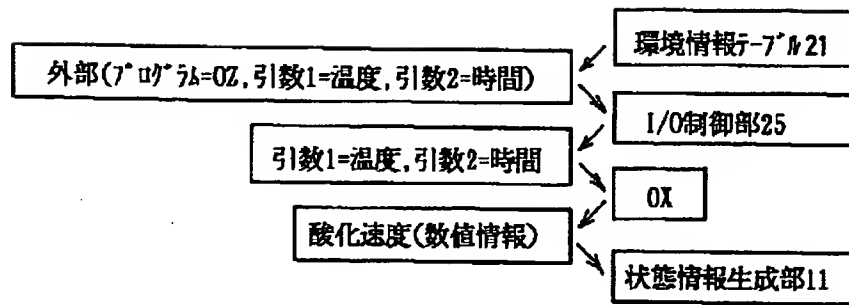 環境情報ﾃｰﾌﾞﾙ21
外部(ﾌﾟﾛｸﾞﾗﾑ=OZ,引数1=温度,引数2=時間)
I/O制御部25
引数1=温度,引数2=時間
OX
酸化速度(数値情報)
状態情報生成部11